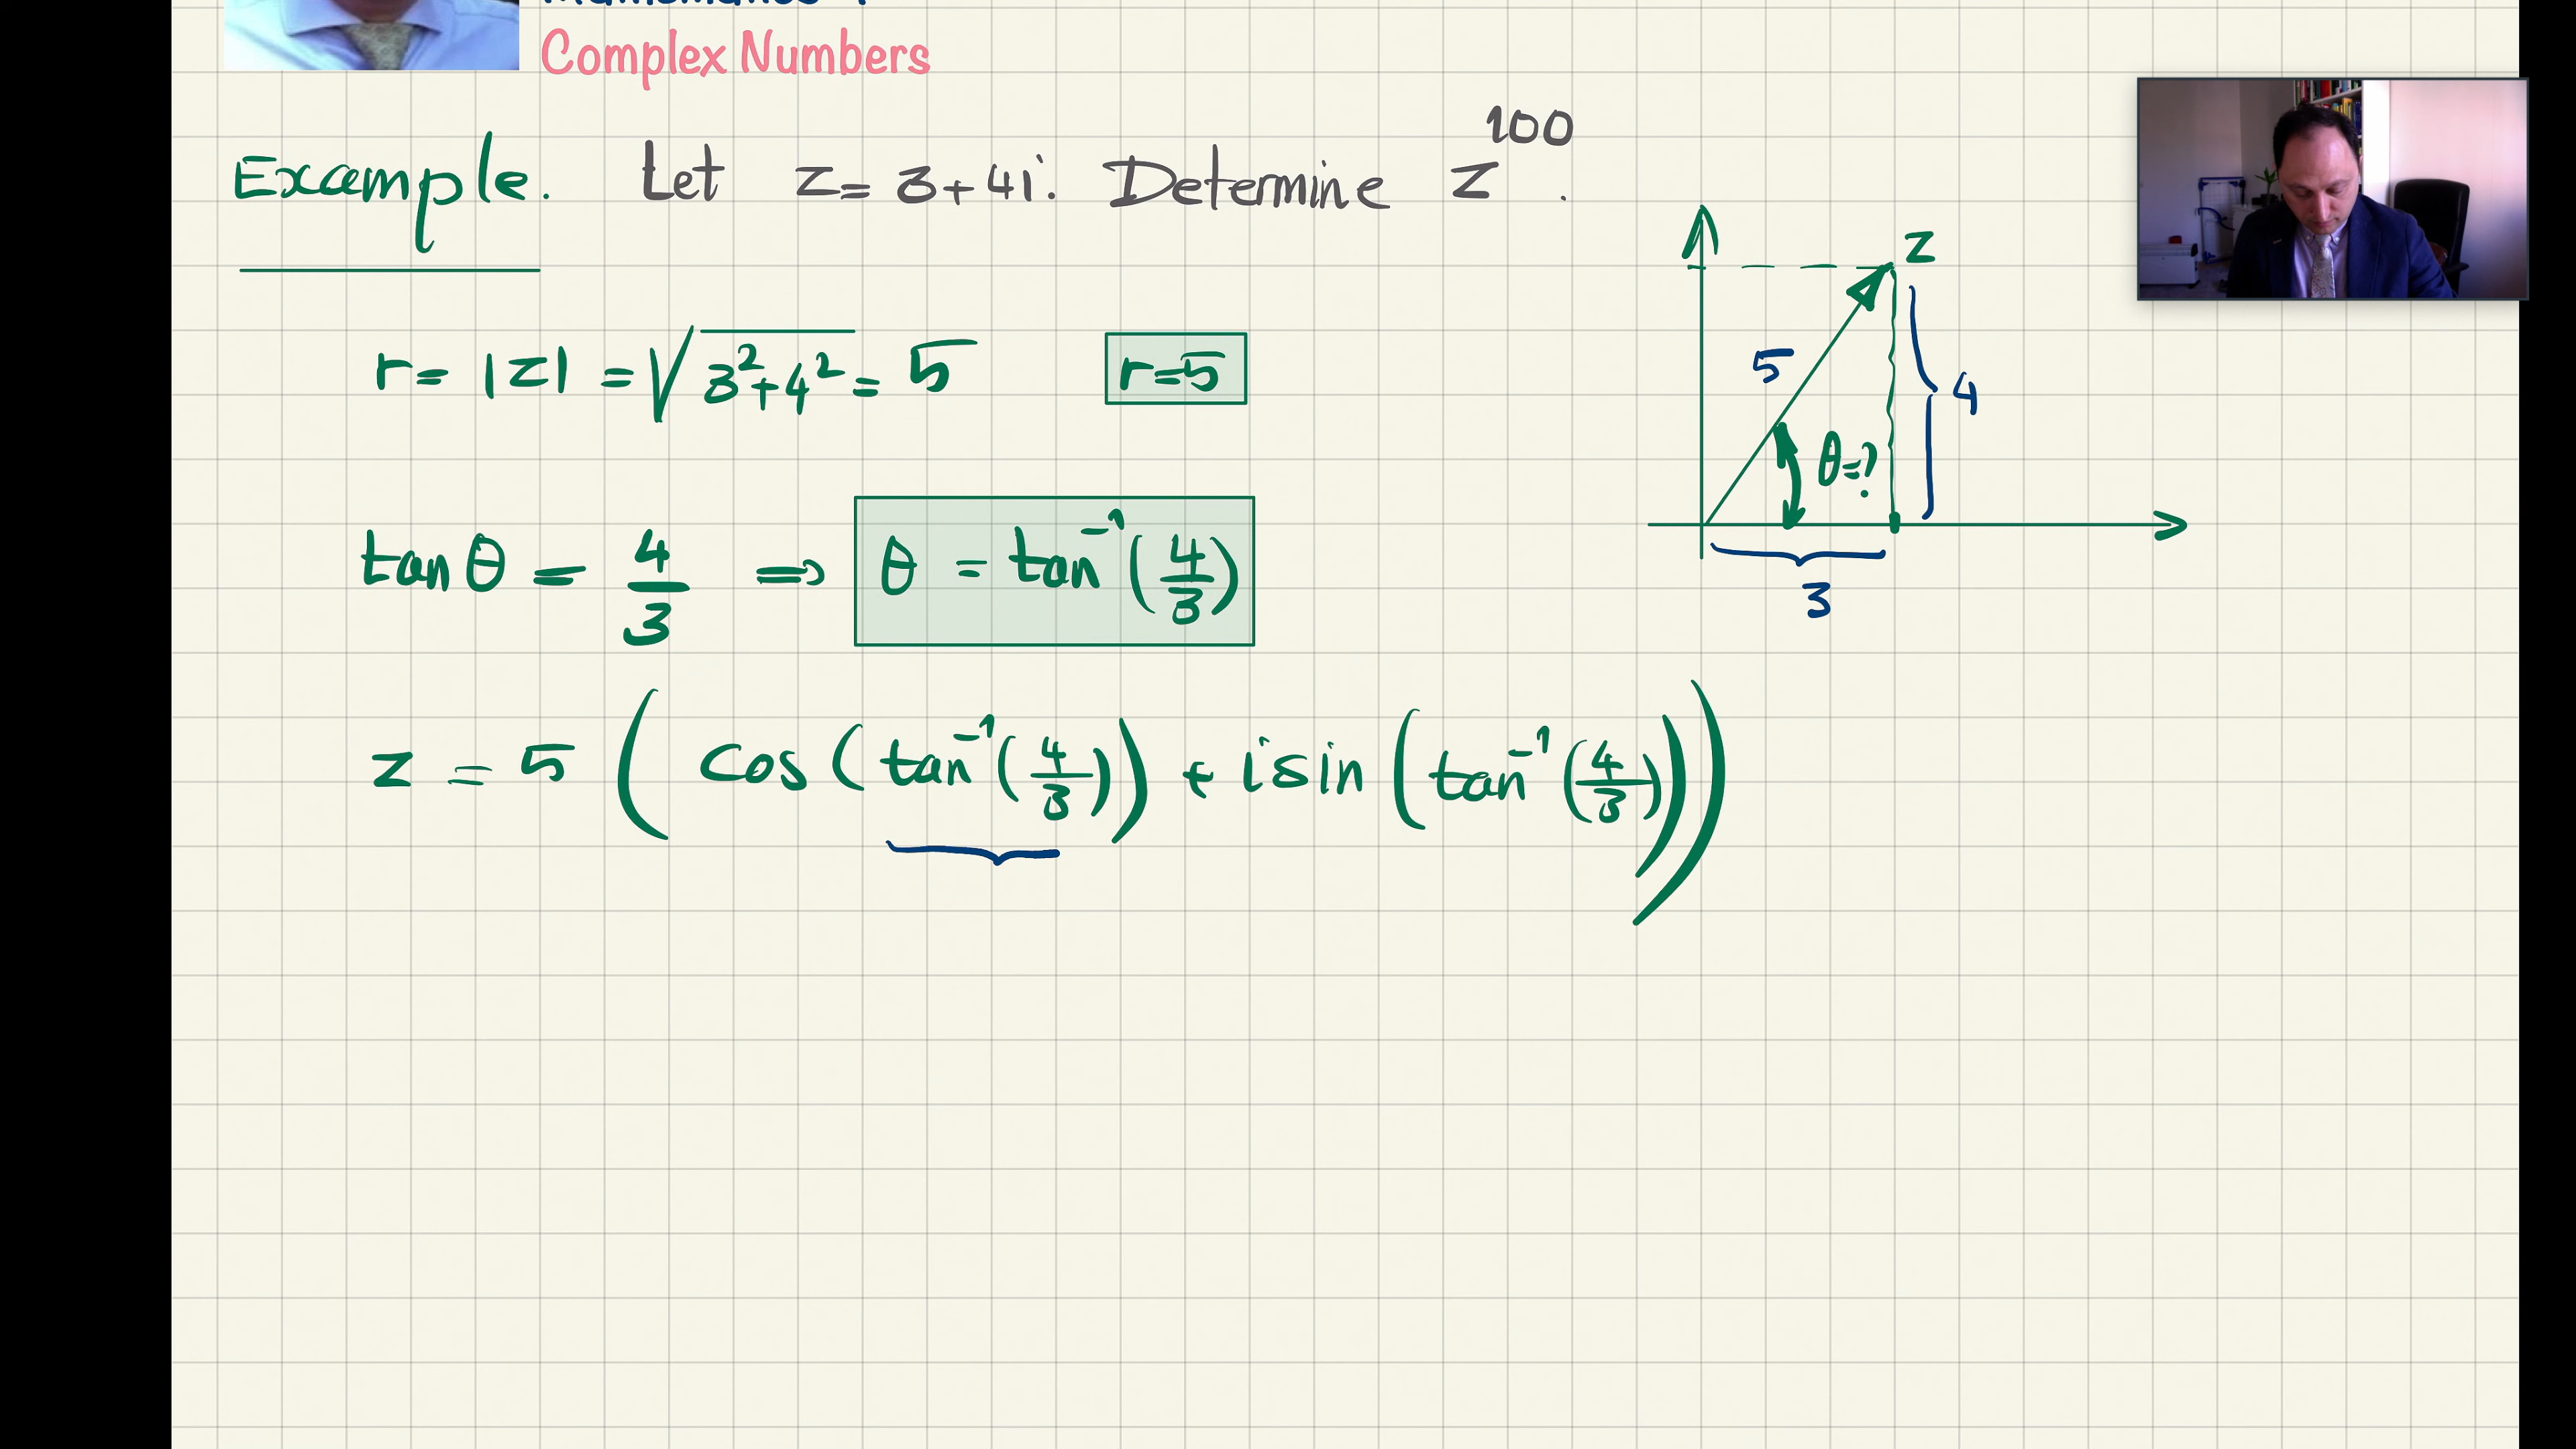 Complex Numbers
Example. Let z = 3+4i. Determine z^100.
r = |z| = √(3²+4²) = 5 r=5
tan θ = 4/3 ⇒ θ = tan⁻¹(4/3)
z = 5 ( cos (tan⁻¹(4/3)) + i sin (tan⁻¹(4/3)))
z
5
4
θ=?
3